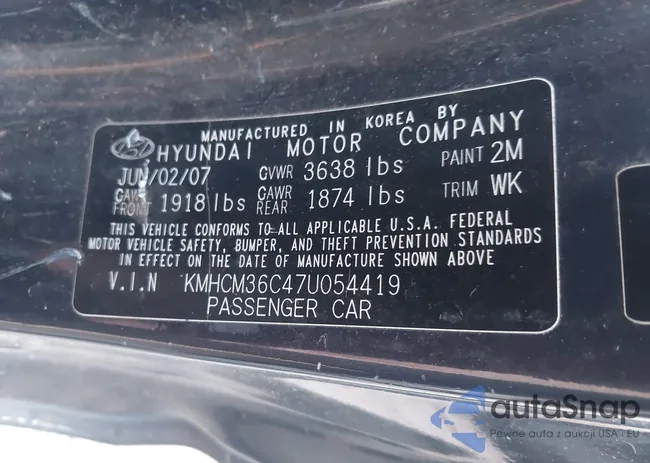 MANUFACTURED IN KOREA BY
HYUNDAI MOTOR COMPANY
JUN/02/07 GVWR 3638 lbs PAINT 2M
GAWR FRONT 1918 lbs GAWR REAR 1874 lbs TRIM WK
THIS VEHICLE CONFORMS TO ALL APPLICABLE U.S.A. FEDERAL
MOTOR VEHICLE SAFETY, BUMPER, AND THEFT PREVENTION STANDARDS
IN EFFECT ON THE DATE OF MANUFACTURE SHOWN ABOVE
V.I.N KMHCM36C47U054419
PASSENGER CAR
autoSnap
Pewne auta z aukcji USA · EU